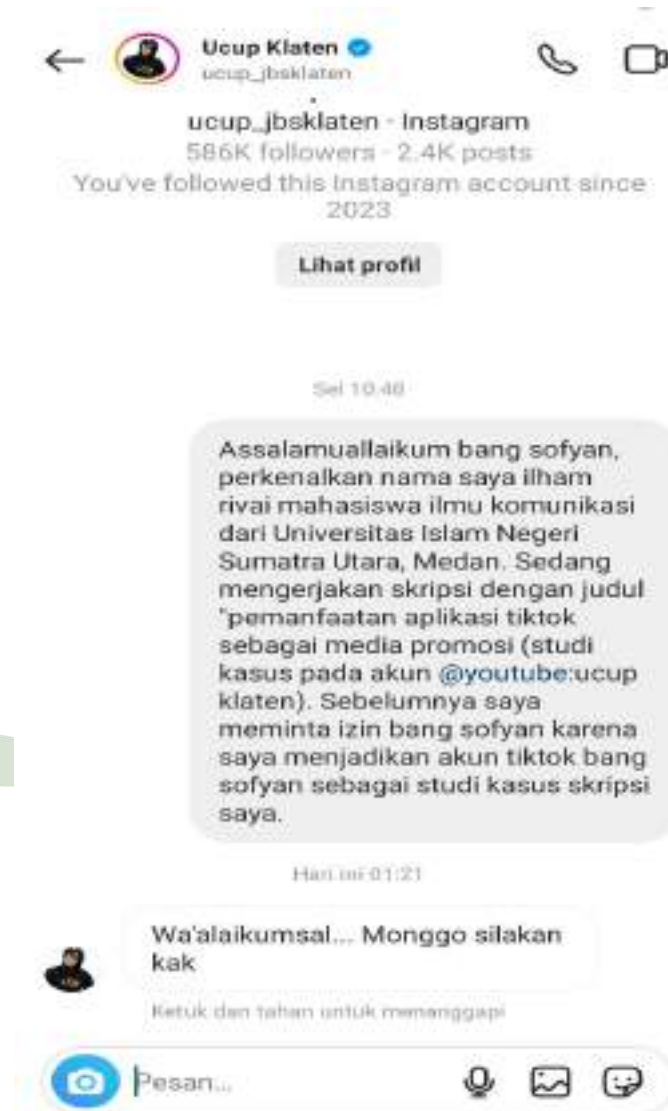 Ucup Klaten
ucup_jbsklaten
ucup_jbsklaten - Instagram
586K followers - 2.4K posts
You've followed this Instagram account since
2023
Lihat profil
Sel 10.46
Assalamuallaikum bang sofyan,
perkenalkan nama saya ilham
rivai mahasiswa ilmu komunikasi
dari Universitas Islam Negeri
Sumatra Utara, Medan. Sedang
mengerjakan skripsi dengan judul
"pemanfaatan aplikasi tiktok
sebagai media promosi (studi
kasus pada akun @youtube:ucup
klaten). Sebelumnya saya
meminta izin bang sofyan karena
saya menjadikan akun tiktok bang
sofyan sebagai studi kasus skripsi
saya.
Hari ini 01:21
Wa'alaikumsal... Monggo silakan
kak
Ketuk dan tahan untuk menanggapi
Pesan...